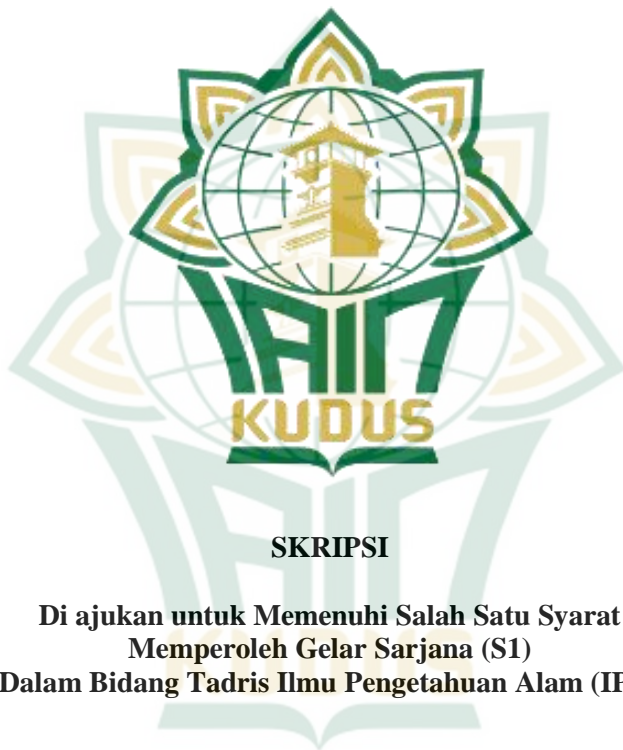 IAIN
KUDUS
SKRIPSI
Di ajukan untuk Memenuhi Salah Satu Syarat
Memperoleh Gelar Sarjana (S1)
Dalam Bidang Tadris Ilmu Pengetahuan Alam